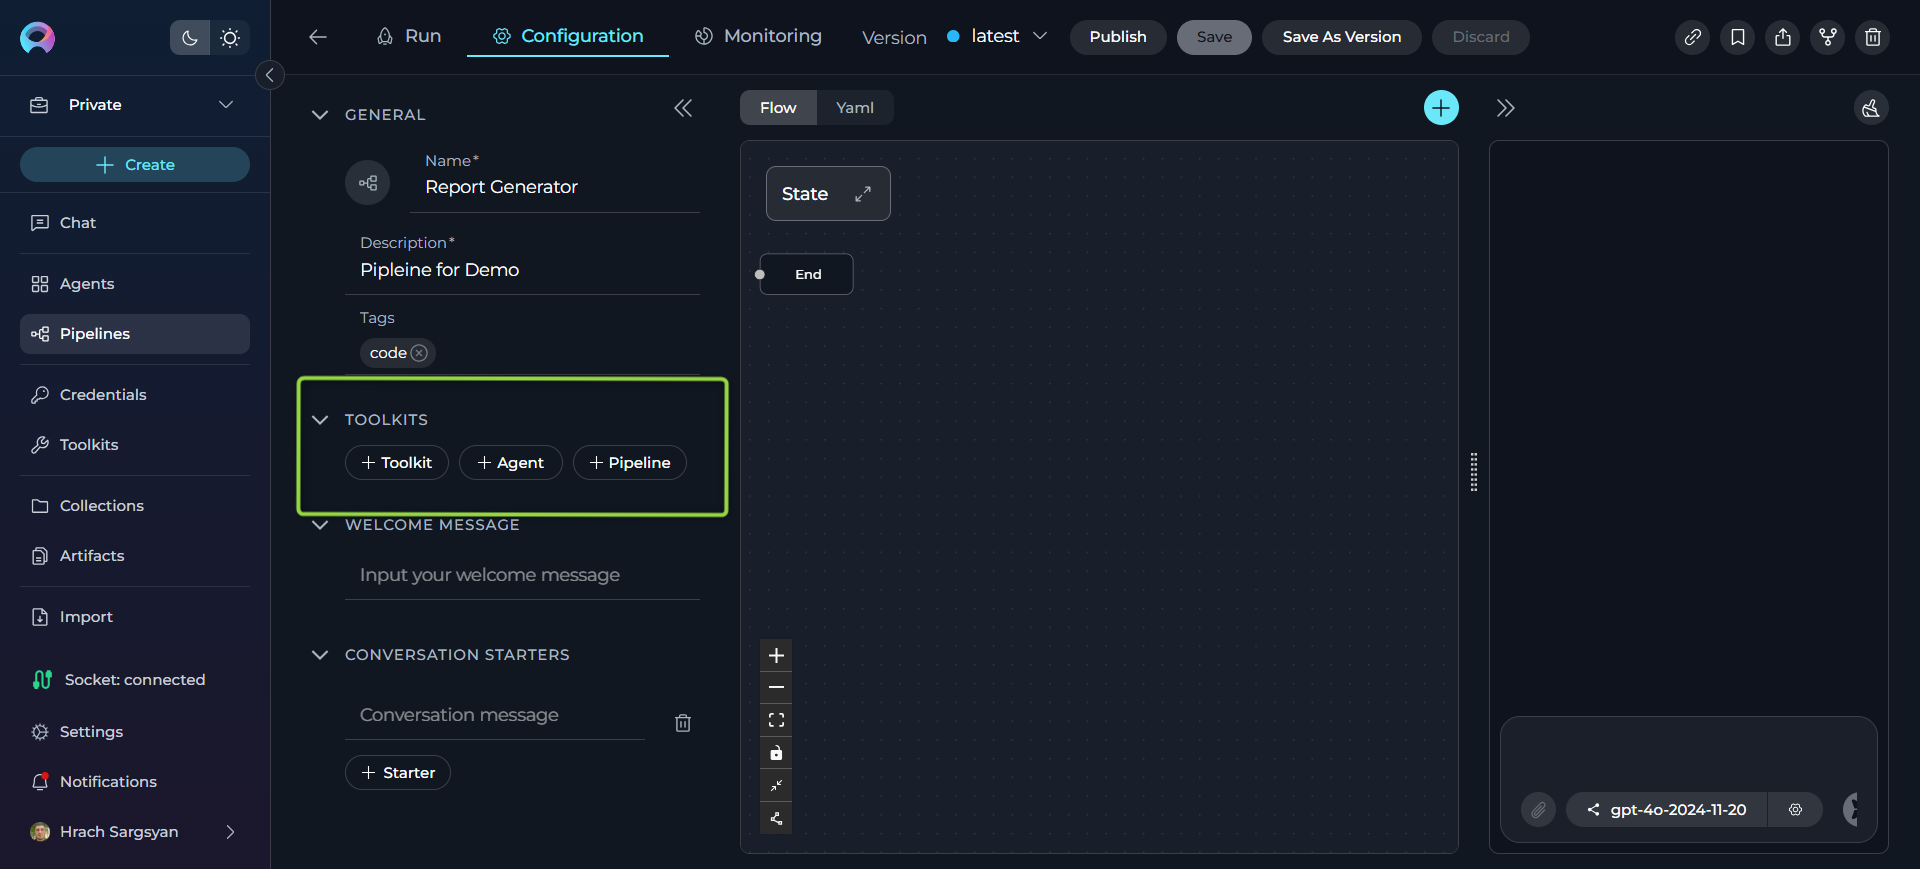 Run
Configuration
Monitoring
Version
latest
Publish
Save
Save As Version
Discard
Private
Create
Chat
Agents
Pipelines
Credentials
Toolkits
Collections
Artifacts
Import
Socket: connected
Settings
Notifications
Hrach Sargsyan
GENERAL
Name*
Report Generator
Description*
Pipleine for Demo
Tags
code
TOOLKITS
Toolkit
Agent
Pipeline
WELCOME MESSAGE
Input your welcome message
CONVERSATION STARTERS
Conversation message
Starter
Flow
Yaml
State
End
gpt-4o-2024-11-20